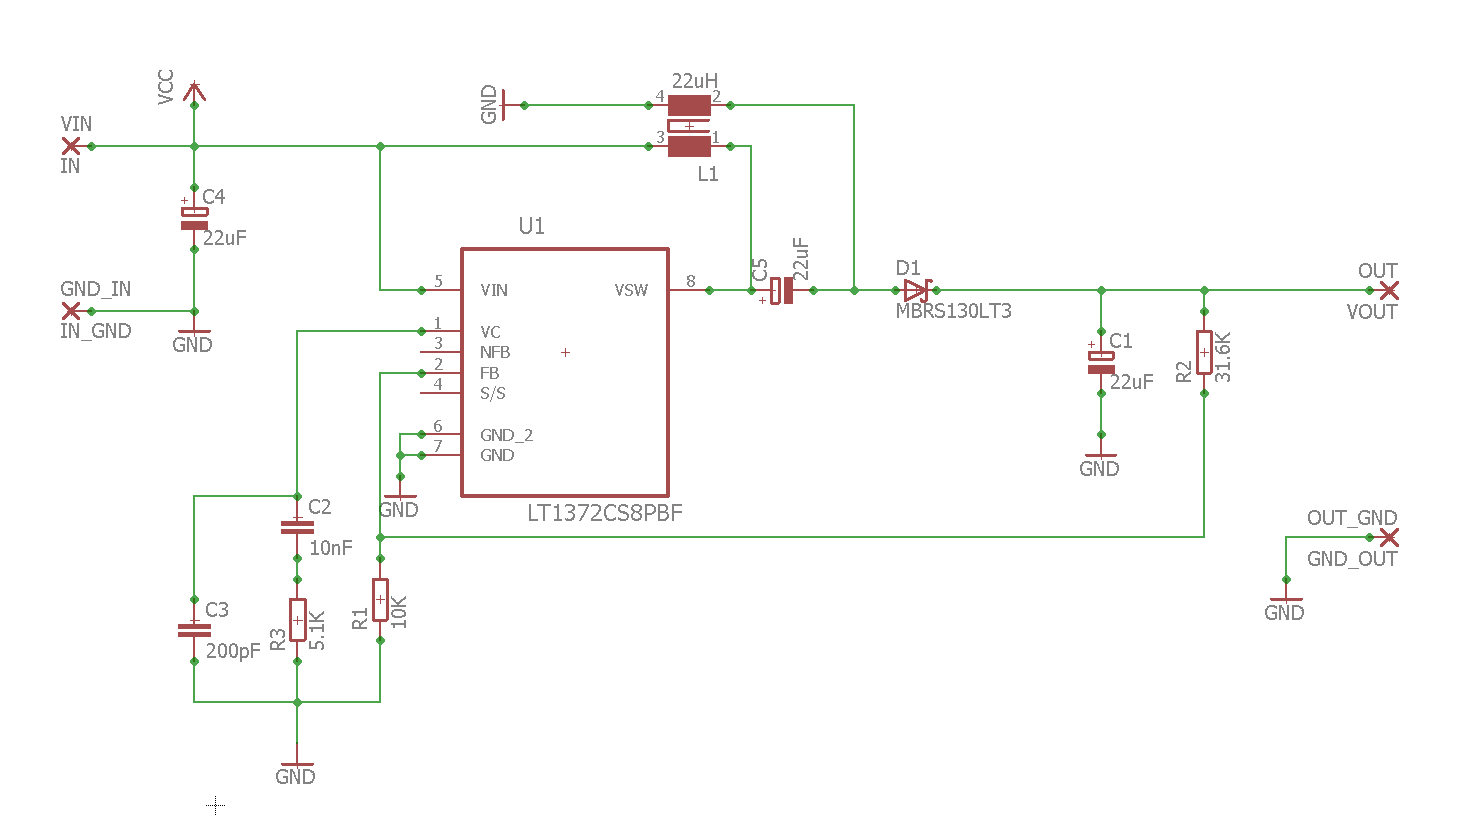 VCC
VIN
IN
C4
+
22uF
GND_IN
IN_GND
GND
GND
22uH
4
2
3
1
L1
U1
5
VIN
VSW
8
1
VC
3
NFB
2
FB
4
S/S
6
GND_2
7
GND
GND
LT1372CS8PBF
C5
+
22uF
D1
MBRS130LT3
OUT
VOUT
+
C1
22uF
GND
R2
31.6K
C2
10nF
C3
200pF
R3
5.1K
R1
10K
GND
OUT_GND
GND_OUT
GND